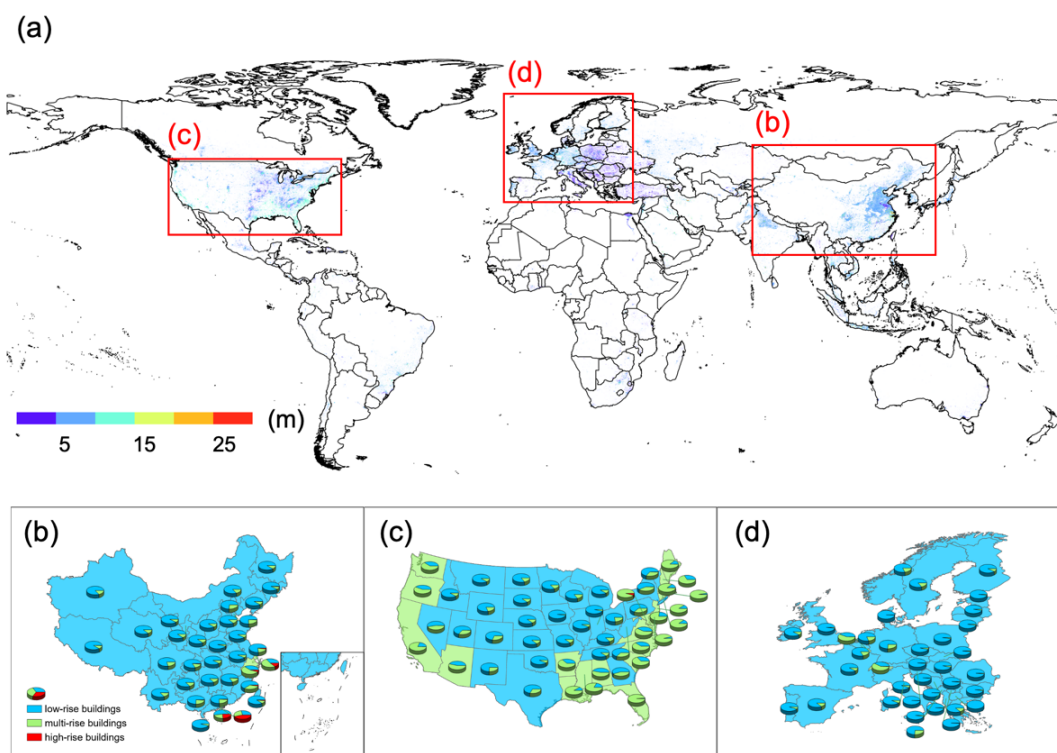 (a)
(d)
(c)
(b)
(m)
5 15 25
(b)
(c)
(d)
low-rise buildings
multi-rise buildings
high-rise buildings